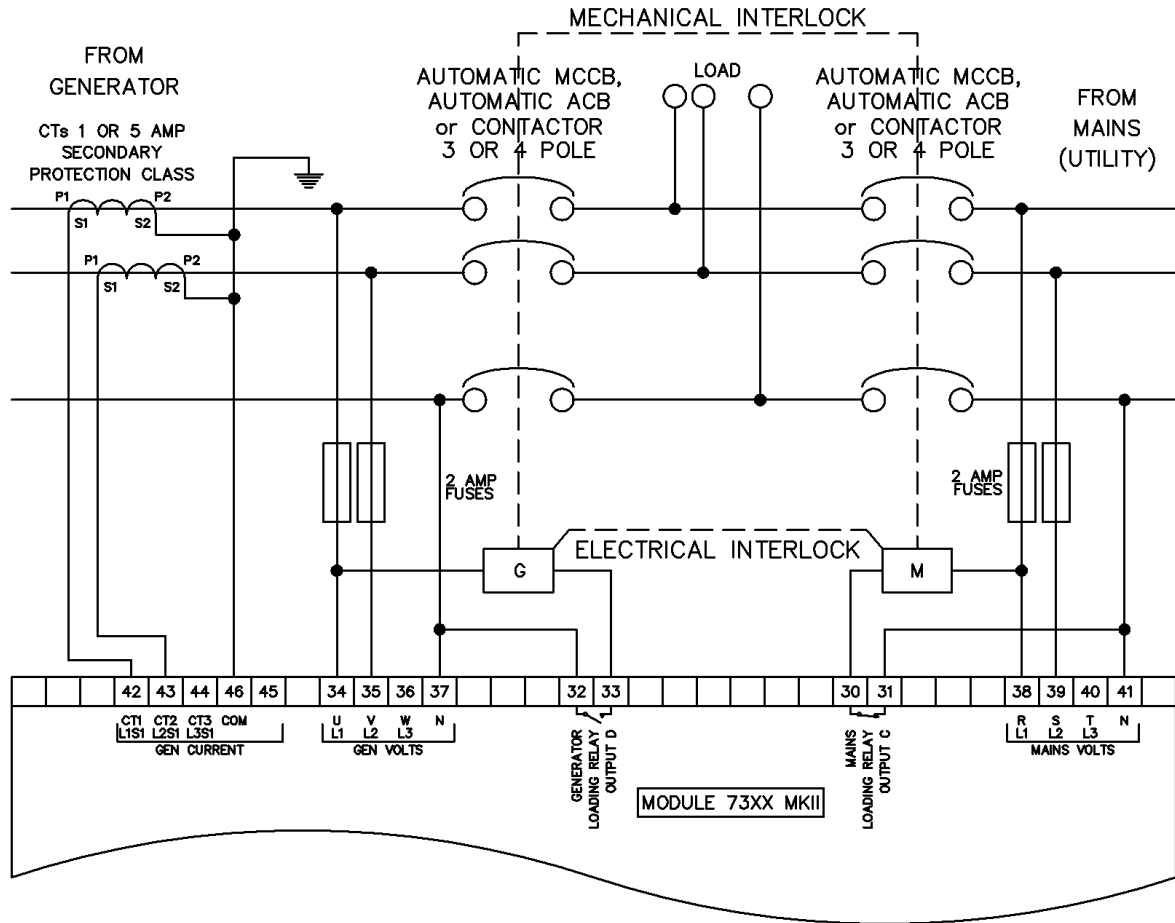 MECHANICAL INTERLOCK
FROM
GENERATOR
CTs 1 OR 5 AMP
SECONDARY
PROTECTION CLASS
AUTOMATIC MCCB,
AUTOMATIC ACB
or CONTACTOR
3 OR 4 POLE
LOAD
AUTOMATIC MCCB,
AUTOMATIC ACB
or CONTACTOR
3 OR 4 POLE
FROM
MAINS
(UTILITY)
P1 P2
S1 S2
P1 P2
S1 S2
2 AMP
FUSES
2 AMP
FUSES
ELECTRICAL INTERLOCK
G
M
42 43 44 46 45 34 35 36 37 32 33 30 31 38 39 40 41
CT1 CT2 CT3 COM
L1S1 L2S1 L3S1
GEN CURRENT
U V W N
L1 L2 L3
GEN VOLTS
GENERATOR
LOADING RELAY
OUTPUT D
MODULE 73XX MKII
MAINS
LOADING RELAY
OUTPUT C
R S T N
L1 L2 L3
MAINS VOLTS